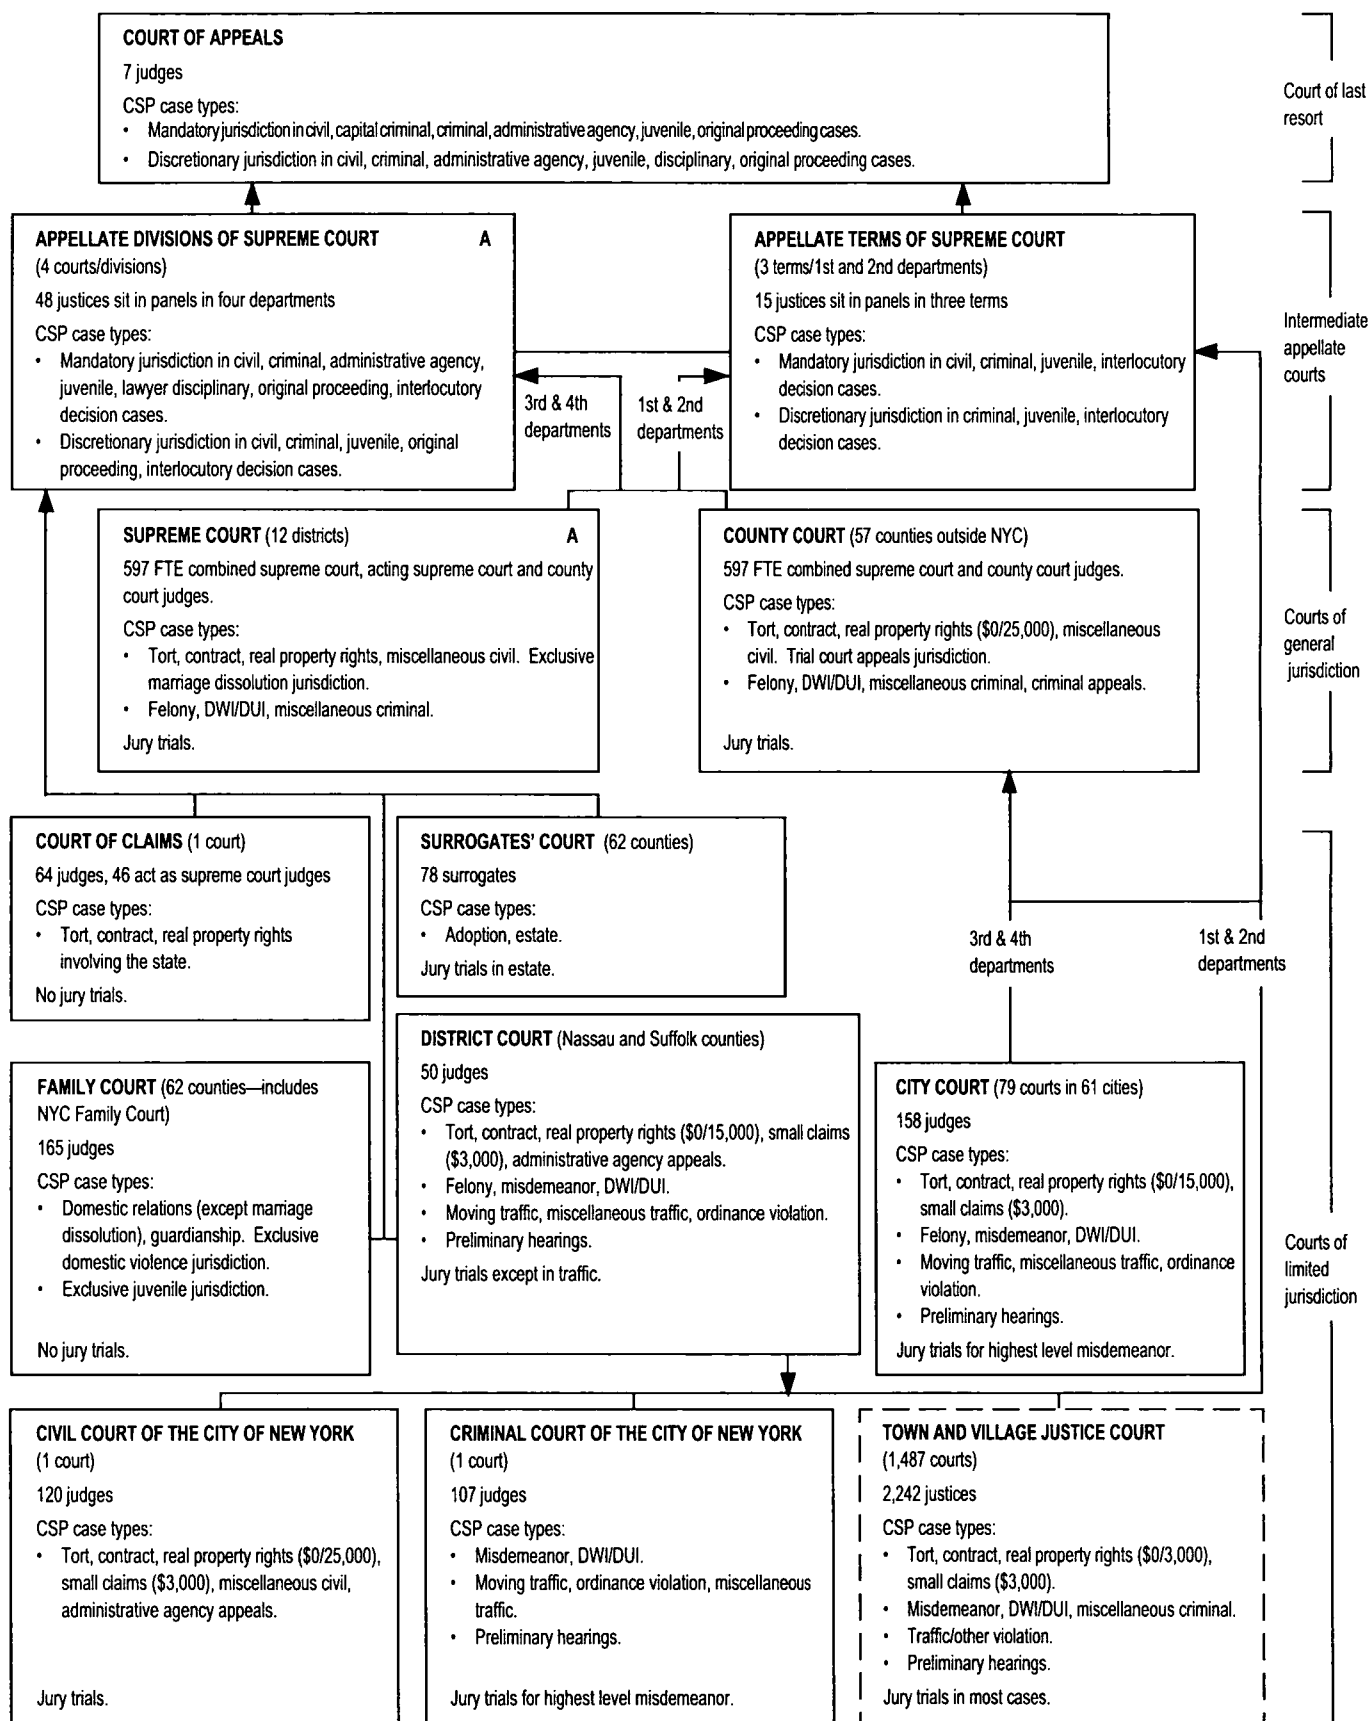 COURT OF APPEALS
7 judges
CSP case types:
• Mandatory jurisdiction in civil, capital criminal, criminal, administrative agency, juvenile, original proceeding cases.
• Discretionary jurisdiction in civil, criminal, administrative agency, juvenile, disciplinary, original proceeding cases.
Court of last
resort
APPELLATE DIVISIONS OF SUPREME COURT A
(4 courts/divisions)
48 justices sit in panels in four departments
CSP case types:
• Mandatory jurisdiction in civil, criminal, administrative agency,
juvenile, lawyer disciplinary, original proceeding, interlocutory
decision cases.
• Discretionary jurisdiction in civil, criminal, juvenile, original
proceeding, interlocutory decision cases.
3rd & 4th
departments
1st & 2nd
departments
APPELLATE TERMS OF SUPREME COURT
(3 terms/1st and 2nd departments)
15 justices sit in panels in three terms
CSP case types:
• Mandatory jurisdiction in civil, criminal, juvenile, interlocutory
decision cases.
• Discretionary jurisdiction in criminal, juvenile, interlocutory
decision cases.
Intermediate
appellate
courts
SUPREME COURT (12 districts) A
597 FTE combined supreme court, acting supreme court and county
court judges.
CSP case types:
• Tort, contract, real property rights, miscellaneous civil. Exclusive
marriage dissolution jurisdiction.
• Felony, DWI/DUI, miscellaneous criminal.
Jury trials.
COUNTY COURT (57 counties outside NYC)
597 FTE combined supreme court and county court judges.
CSP case types:
• Tort, contract, real property rights ($0/25,000), miscellaneous
civil. Trial court appeals jurisdiction.
• Felony, DWI/DUI, miscellaneous criminal, criminal appeals.
Jury trials.
Courts of
general
jurisdiction
COURT OF CLAIMS (1 court)
64 judges, 46 act as supreme court judges
CSP case types:
• Tort, contract, real property rights
involving the state.
No jury trials.
SURROGATES' COURT (62 counties)
78 surrogates
CSP case types:
• Adoption, estate.
Jury trials in estate.
3rd & 4th
departments
1st & 2nd
departments
FAMILY COURT (62 counties—includes
NYC Family Court)
165 judges
CSP case types:
• Domestic relations (except marriage
dissolution), guardianship. Exclusive
domestic violence jurisdiction.
• Exclusive juvenile jurisdiction.
No jury trials.
DISTRICT COURT (Nassau and Suffolk counties)
50 judges
CSP case types:
• Tort, contract, real property rights ($0/15,000), small claims
($3,000), administrative agency appeals.
• Felony, misdemeanor, DWI/DUI.
• Moving traffic, miscellaneous traffic, ordinance violation.
• Preliminary hearings.
Jury trials except in traffic.
CITY COURT (79 courts in 61 cities)
158 judges
CSP case types:
• Tort, contract, real property rights ($0/15,000),
small claims ($3,000).
• Felony, misdemeanor, DWI/DUI.
• Moving traffic, miscellaneous traffic, ordinance
violation.
• Preliminary hearings.
Jury trials for highest level misdemeanor.
Courts of
limited
jurisdiction
CIVIL COURT OF THE CITY OF NEW YORK
(1 court)
120 judges
CSP case types:
• Tort, contract, real property rights ($0/25,000),
small claims ($3,000), miscellaneous civil,
administrative agency appeals.
Jury trials.
CRIMINAL COURT OF THE CITY OF NEW YORK
(1 court)
107 judges
CSP case types:
• Misdemeanor, DWI/DUI.
• Moving traffic, ordinance violation, miscellaneous
traffic.
• Preliminary hearings.
Jury trials for highest level misdemeanor.
TOWN AND VILLAGE JUSTICE COURT
(1,487 courts)
2,242 justices
CSP case types:
• Tort, contract, real property rights ($0/3,000),
small claims ($3,000).
• Misdemeanor, DWI/DUI, miscellaneous criminal.
• Traffic/other violation.
• Preliminary hearings.
Jury trials in most cases.